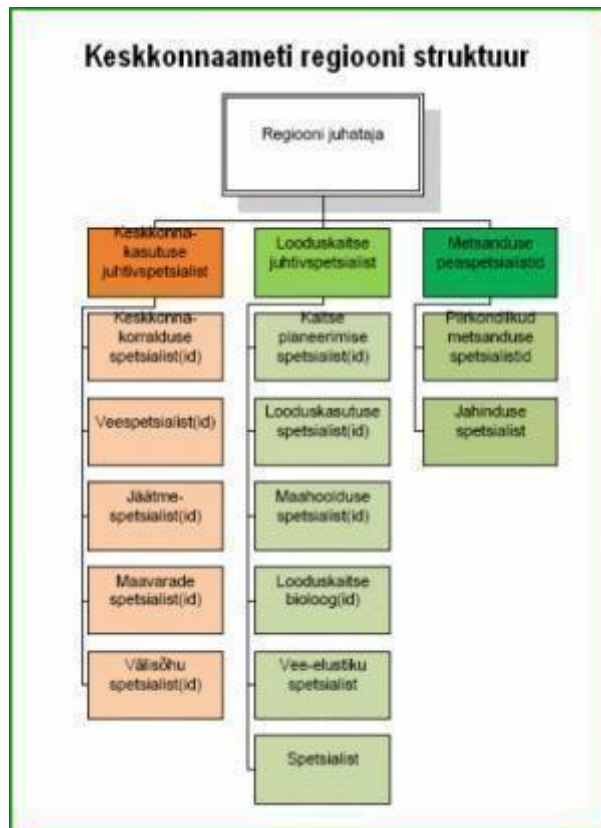 Keskkonnaameti regiooni struktuur
Regiooni juhataja
Keskkonna-
kasutuse
juhtivspetsialist
Looduskaitse
juhtivspetsialist
Metsanduse
peaspetsialistid
Keskkonna-
korralduse
spetsialist(id)
Veespetsialist(id)
Jäätme-
spetsialist(id)
Maavarade
spetsialist(id)
Välisõhu
spetsialist(id)
Kaitse
planeerimise
spetsialist(id)
Looduskasutuse
spetsialist(id)
Maahoolduse
spetsialist(id)
Looduskaitse
bioloog(id)
Vee-elustiku
spetsialist
Spetsialist
Piirkondlikud
metsanduse
spetsialistid
Jahinduse
spetsialist